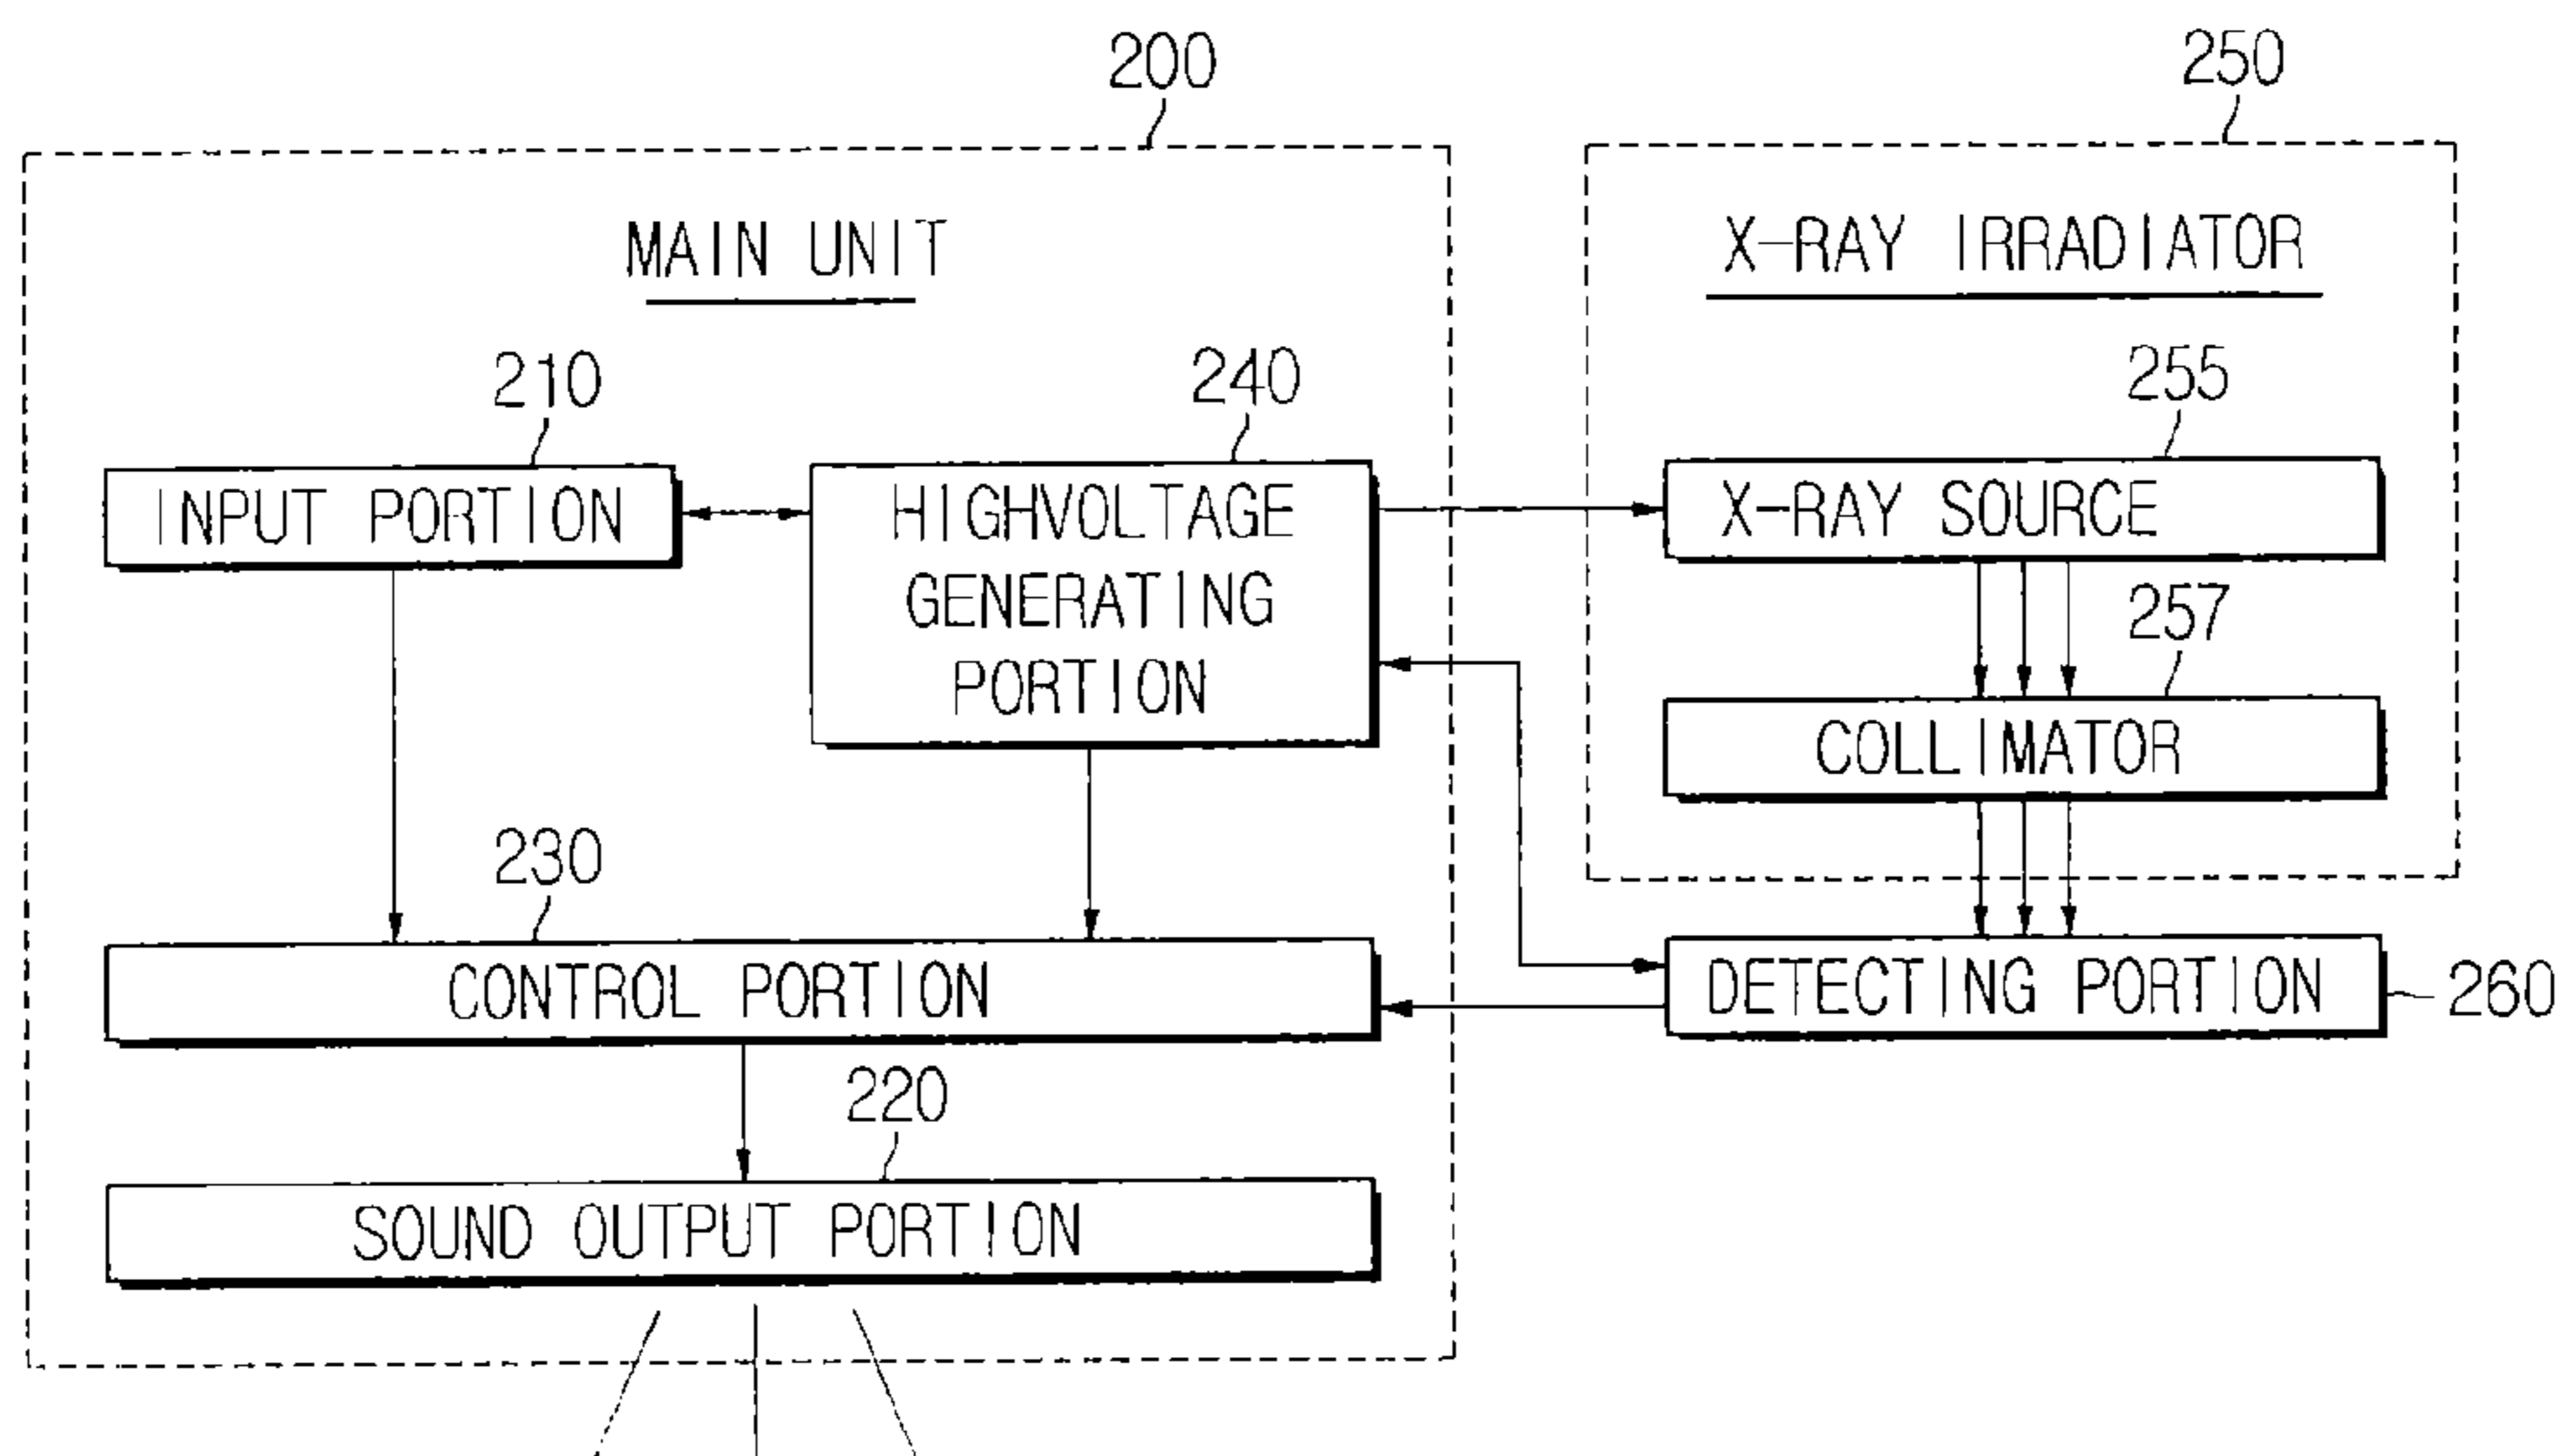 200
250
MAIN UNIT
X-RAY IRRADIATOR
210
240
255
INPUT PORTION
HIGHVOLTAGE
GENERATING
PORTION
X-RAY SOURCE
257
COLLIMATOR
230
CONTROL PORTION
DETECTING PORTION
260
220
SOUND OUTPUT PORTION